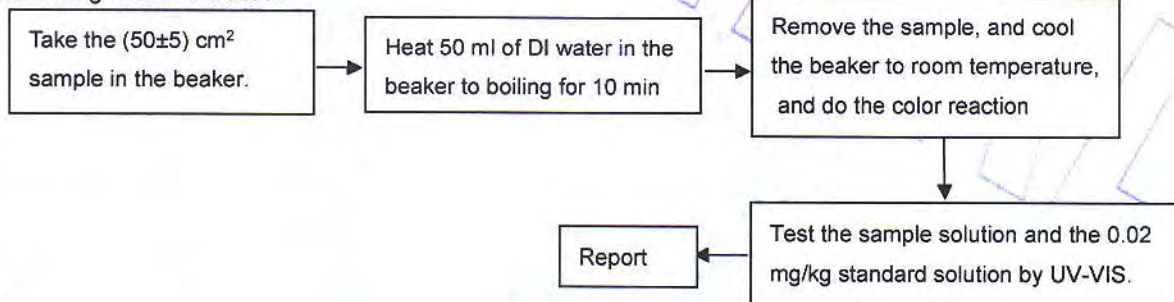 Take the (50±5) cm²
sample in the beaker.
Heat 50 ml of DI water in the
beaker to boiling for 10 min
Remove the sample, and cool
the beaker to room temperature,
and do the color reaction
Test the sample solution and the 0.02
mg/kg standard solution by UV-VIS.
Report